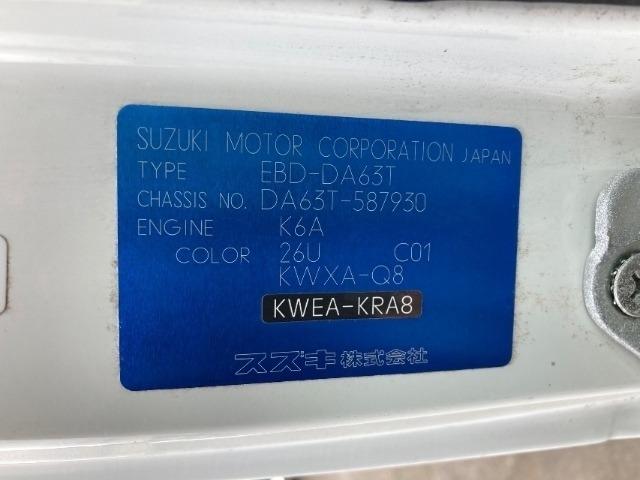 SUZUKI MOTOR CORPORATION JAPAN
TYPE EBD-DA63T
CHASSIS NO. DA63T-587930
ENGINE K6A
COLOR 26U C01
KWXA-Q8
KWEA-KRA8
スズキ株式会社